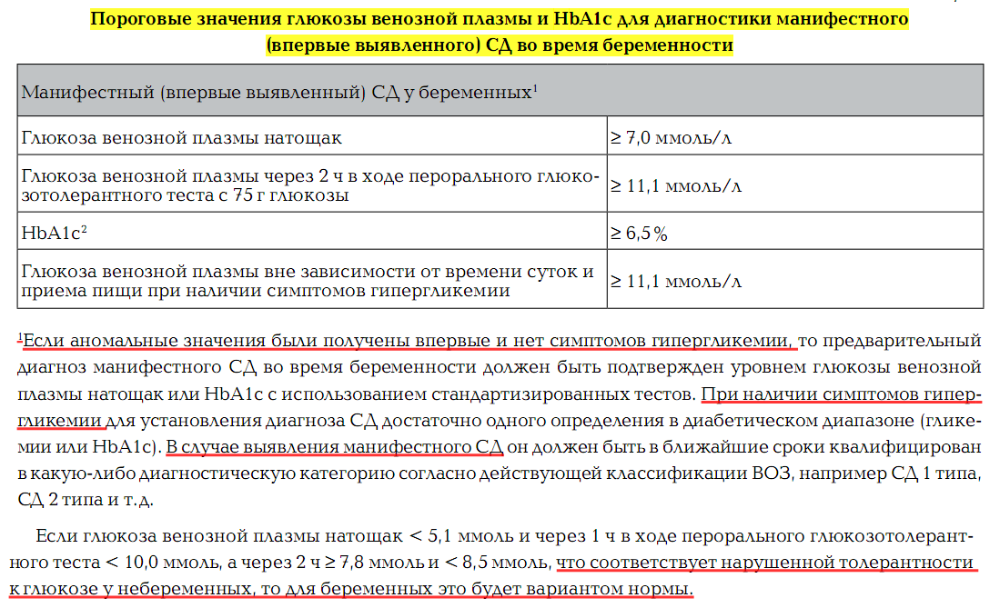 Пороговые значения глюкозы венозной плазмы и HbA1c для диагностики манифестного
(впервые выявленного) СД во время беременности
Манифестный (впервые выявленный) СД у беременных¹
Глюкоза венозной плазмы натощак
≥ 7,0 ммоль/л
Глюкоза венозной плазмы через 2 ч в ходе перорального глюко-
зотолерантного теста с 75 г глюкозы
≥ 11,1 ммоль/л
HbA1c²
≥ 6,5 %
Глюкоза венозной плазмы вне зависимости от времени суток и
приема пищи при наличии симптомов гипергликемии
≥ 11,1 ммоль/л
¹Если аномальные значения были получены впервые и нет симптомов гипергликемии, то предварительный
диагноз манифестного СД во время беременности должен быть подтвержден уровнем глюкозы венозной
плазмы натощак или HbA1c с использованием стандартизированных тестов. При наличии симптомов гипер-
гликемии для установления диагноза СД достаточно одного определения в диабетическом диапазоне (глике-
мии или HbA1c). В случае выявления манифестного СД он должен быть в ближайшие сроки квалифицирован
в какую-либо диагностическую категорию согласно действующей классификации ВОЗ, например СД 1 типа,
СД 2 типа и т. д.
Если глюкоза венозной плазмы натощак < 5,1 ммоль и через 1 ч в ходе перорального глюкозотолерант-
ного теста < 10,0 ммоль, а через 2 ч ≥ 7,8 ммоль и < 8,5 ммоль, что соответствует нарушенной толерантности
к глюкозе у небеременных, то для беременных это будет вариантом нормы.